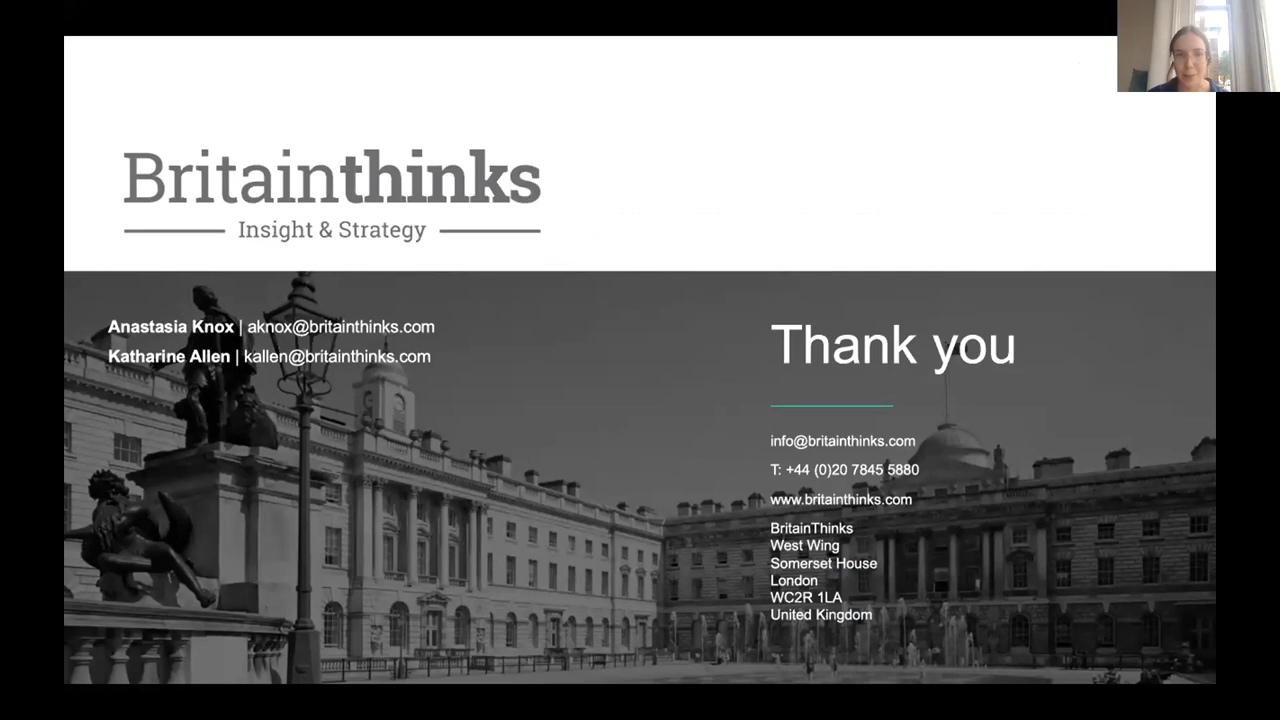 Britainthinks
Insight & Strategy
Anastasia Knox | aknox@britainthinks.com
Katharine Allen | kallen@britainthinks.com
Thank you
info@britainthinks.com
T: +44 (0)20 7845 5880
www.britainthinks.com
BritainThinks
West Wing
Somerset House
London
WC2R 1LA
United Kingdom